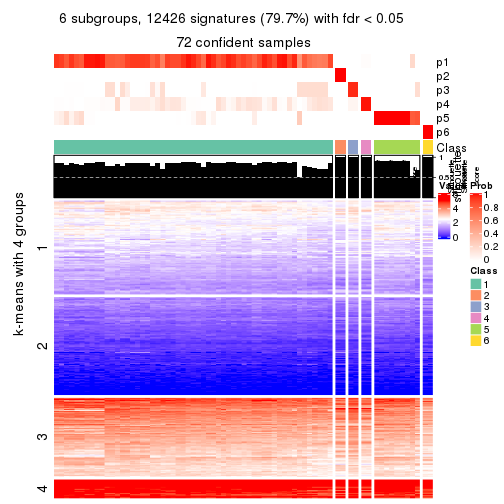 6 subgroups, 12426 signatures (79.7%) with fdr < 0.05
72 confident samples
p1
p2
p3
p4
p5
p6
Class
1
0.5
Silhouette
score
k-means with 4 groups
1
2
3
4
Prob
4
2
0
1
0.8
0.6
0.4
0.2
0
Class
1
2
3
4
5
6